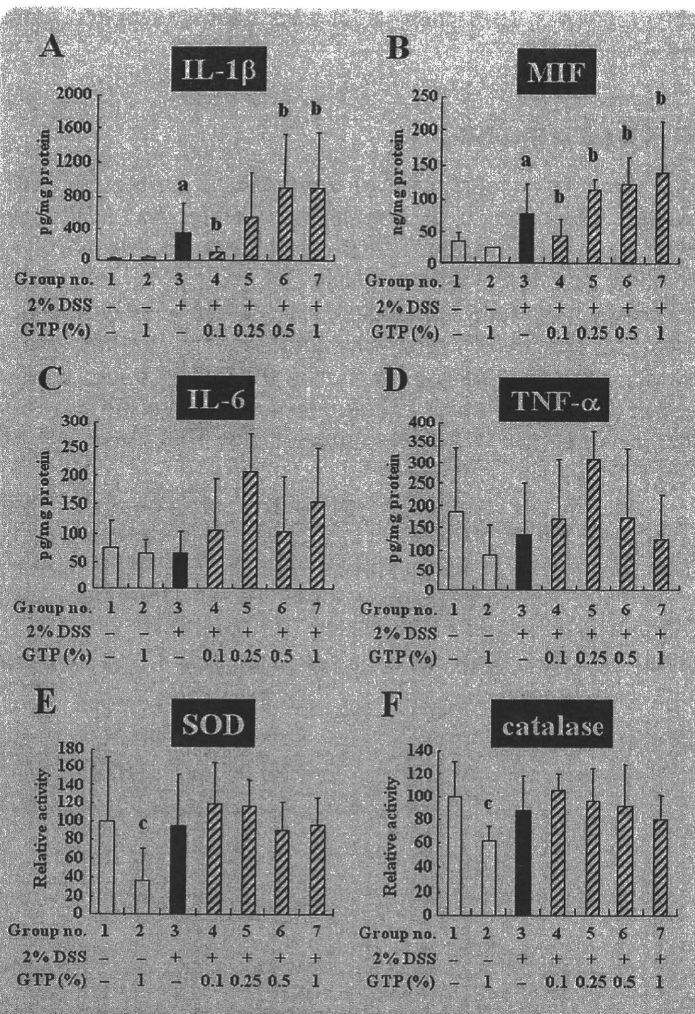 A
IL-1β
pg/mg protein
2000
1600
1200
800
400
0
a
b
b
b
Group no. 1 2 3 4 5 6 7
2% DSS – – + + + + +
GTP (%) – 1 – 0.1 0.25 0.5 1
B
MIF
ng/mg protein
250
200
150
100
50
0
a
b
b
b
b
Group no. 1 2 3 4 5 6 7
2% DSS – – + + + + +
GTP (%) – 1 – 0.1 0.25 0.5 1
C
IL-6
pg/mg protein
300
250
200
150
100
50
0
Group no. 1 2 3 4 5 6 7
2% DSS – – + + + + +
GTP (%) – 1 – 0.1 0.25 0.5 1
D
TNF-α
pg/mg protein
400
350
300
250
200
150
100
50
0
Group no. 1 2 3 4 5 6 7
2% DSS – – + + + + +
GTP (%) – 1 – 0.1 0.25 0.5 1
E
SOD
Relative activity
180
160
140
120
100
80
60
40
20
0
c
Group no. 1 2 3 4 5 6 7
2% DSS – – + + + + +
GTP (%) – 1 – 0.1 0.25 0.5 1
F
catalase
Relative activity
140
120
100
80
60
40
20
0
c
Group no. 1 2 3 4 5 6 7
2% DSS – – + + + + +
GTP (%) – 1 – 0.1 0.25 0.5 1